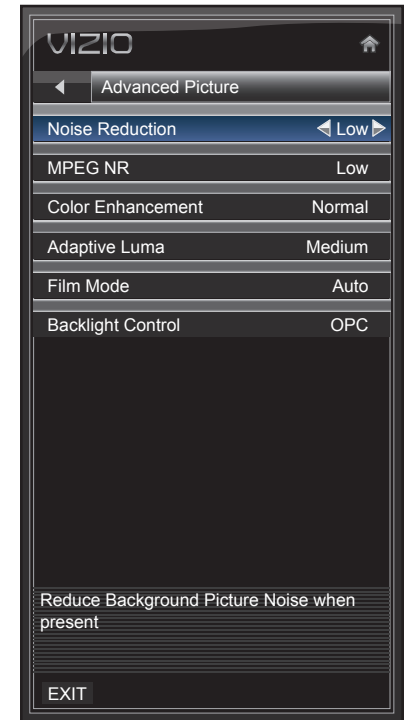 VIZIO
Advanced Picture
Noise Reduction Low
MPEG NR Low
Color Enhancement Normal
Adaptive Luma Medium
Film Mode Auto
Backlight Control OPC
Reduce Background Picture Noise when
present
EXIT